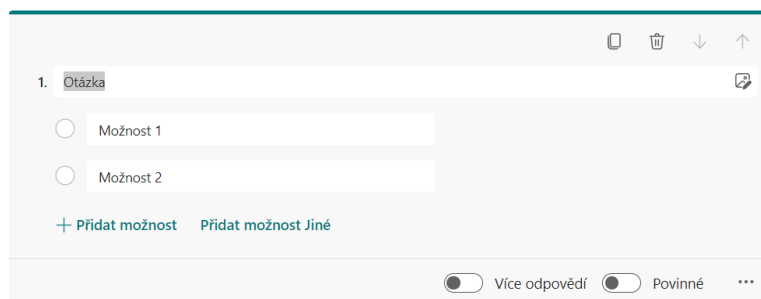 1. Otázka
Možnost 1
Možnost 2
Přidat možnost Přidat možnost Jiné
Více odpovědí Povinné